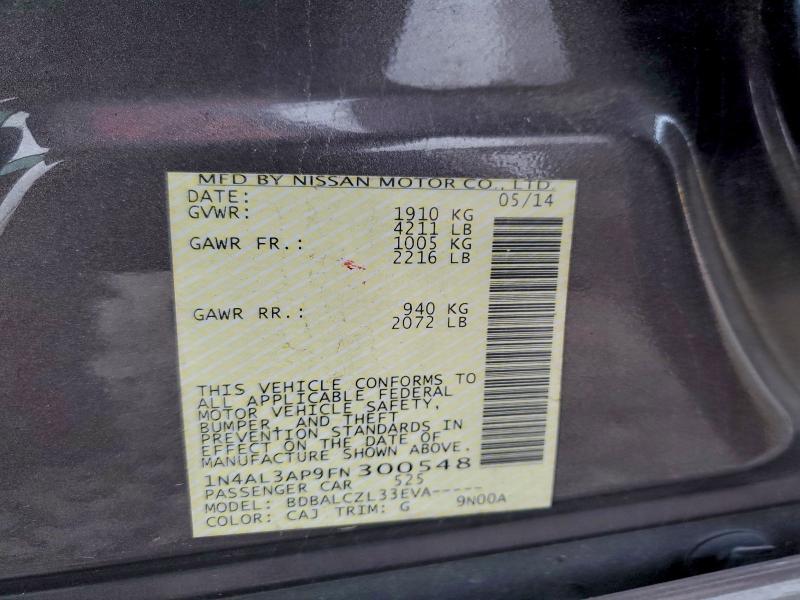 MFD BY NISSAN MOTOR CO., LTD.
DATE: 05/14
GVWR: 1910 KG
4211 LB
GAWR FR.: 1005 KG
2216 LB
GAWR RR.: 940 KG
2072 LB
THIS VEHICLE CONFORMS TO
ALL APPLICABLE FEDERAL
MOTOR VEHICLE SAFETY,
BUMPER, AND THEFT
PREVENTION STANDARDS IN
EFFECT ON THE DATE OF
MANUFACTURE SHOWN ABOVE.
1N4AL3AP9FN300548
PASSENGER CAR 525
MODEL: BDBALCZL33EVA-----
COLOR: CAJ TRIM: G 9N00A